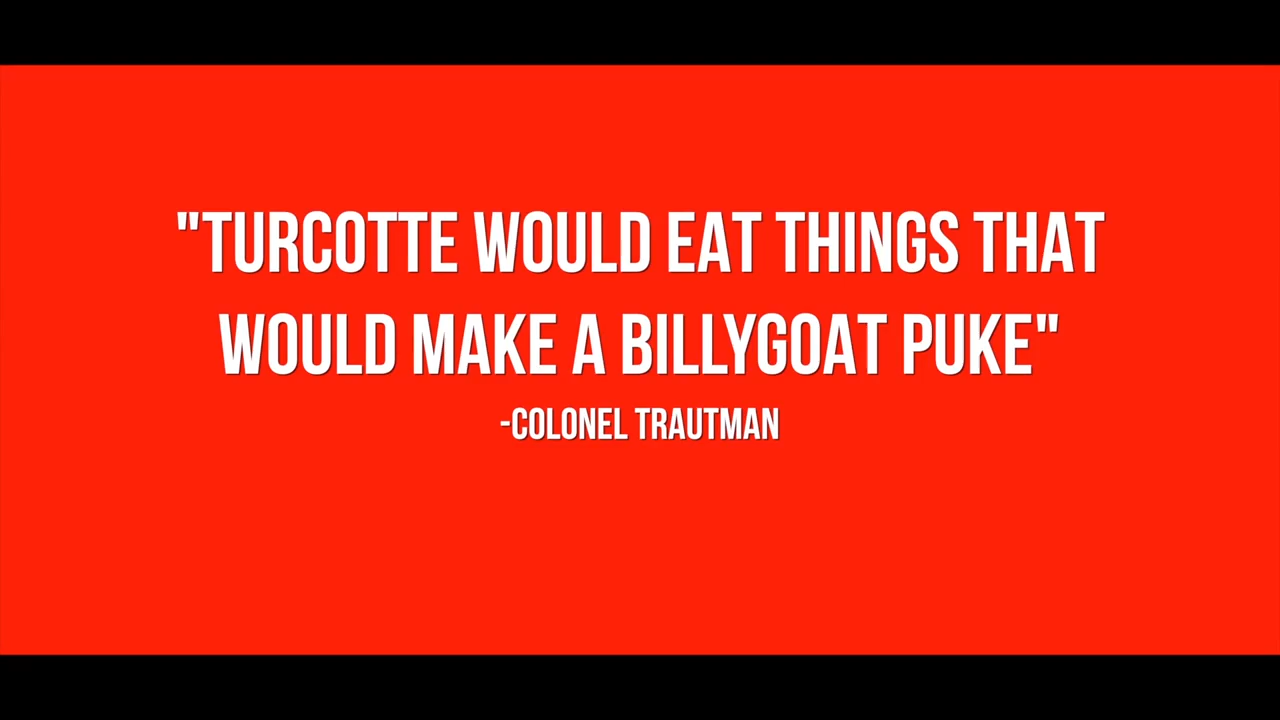 "TURCOTTE WOULD EAT THINGS THAT
WOULD MAKE A BILLYGOAT PUKE"
-COLONEL TRAUTMAN